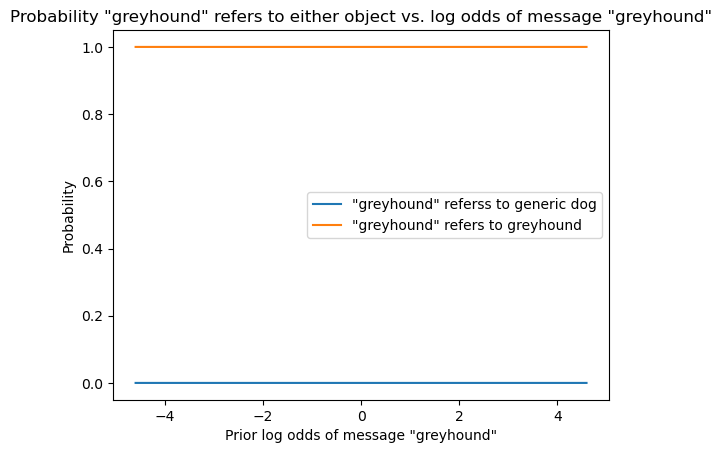 Probability "greyhound" refers to either object vs. log odds of message "greyhound"
1.0
0.8
0.6
0.4
0.2
0.0
Probability
"greyhound" referss to generic dog
"greyhound" refers to greyhound
−4 −2 0 2 4
Prior log odds of message "greyhound"